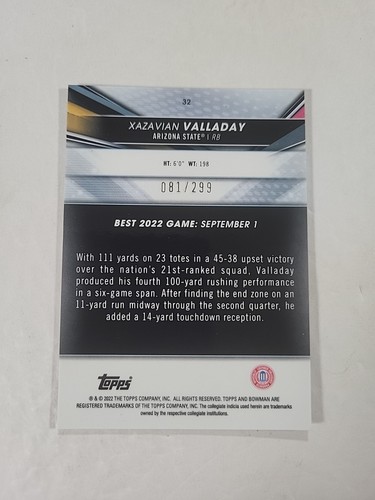 32
XAZAVIAN VALLADAY
ARIZONA STATE® | RB
HT: 6'0" WT: 198
081/299
BEST 2022 GAME: SEPTEMBER 1
With 111 yards on 23 totes in a 45-38 upset victory
over the nation's 21st-ranked squad, Valladay
produced his fourth 100-yard rushing performance
in a six-game span. After finding the end zone on an
11-yard run midway through the second quarter, he
added a 14-yard touchdown reception.
Topps
® & © 2022 THE TOPPS COMPANY, INC. ALL RIGHTS RESERVED. TOPPS AND BOWMAN ARE
REGISTERED TRADEMARKS OF THE TOPPS COMPANY, INC. The collegiate indicia used herein are trademarks
owned by the respective collegiate institutions.